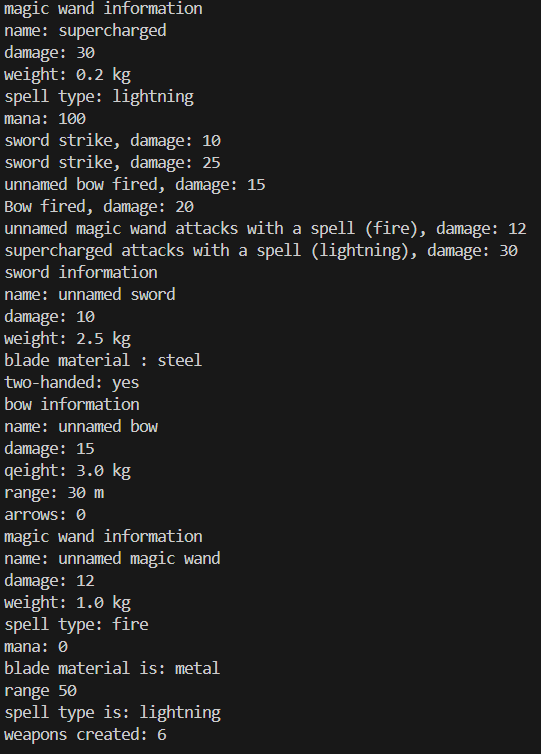 magic wand information
name: supercharged
damage: 30
weight: 0.2 kg
spell type: lightning
mana: 100
sword strike, damage: 10
sword strike, damage: 25
unnamed bow fired, damage: 15
Bow fired, damage: 20
unnamed magic wand attacks with a spell (fire), damage: 12
supercharged attacks with a spell (lightning), damage: 30
sword information
name: unnamed sword
damage: 10
weight: 2.5 kg
blade material : steel
two-handed: yes
bow information
name: unnamed bow
damage: 15
qeight: 3.0 kg
range: 30 m
arrows: 0
magic wand information
name: unnamed magic wand
damage: 12
weight: 1.0 kg
spell type: fire
mana: 0
blade material is: metal
range 50
spell type is: lightning
weapons created: 6